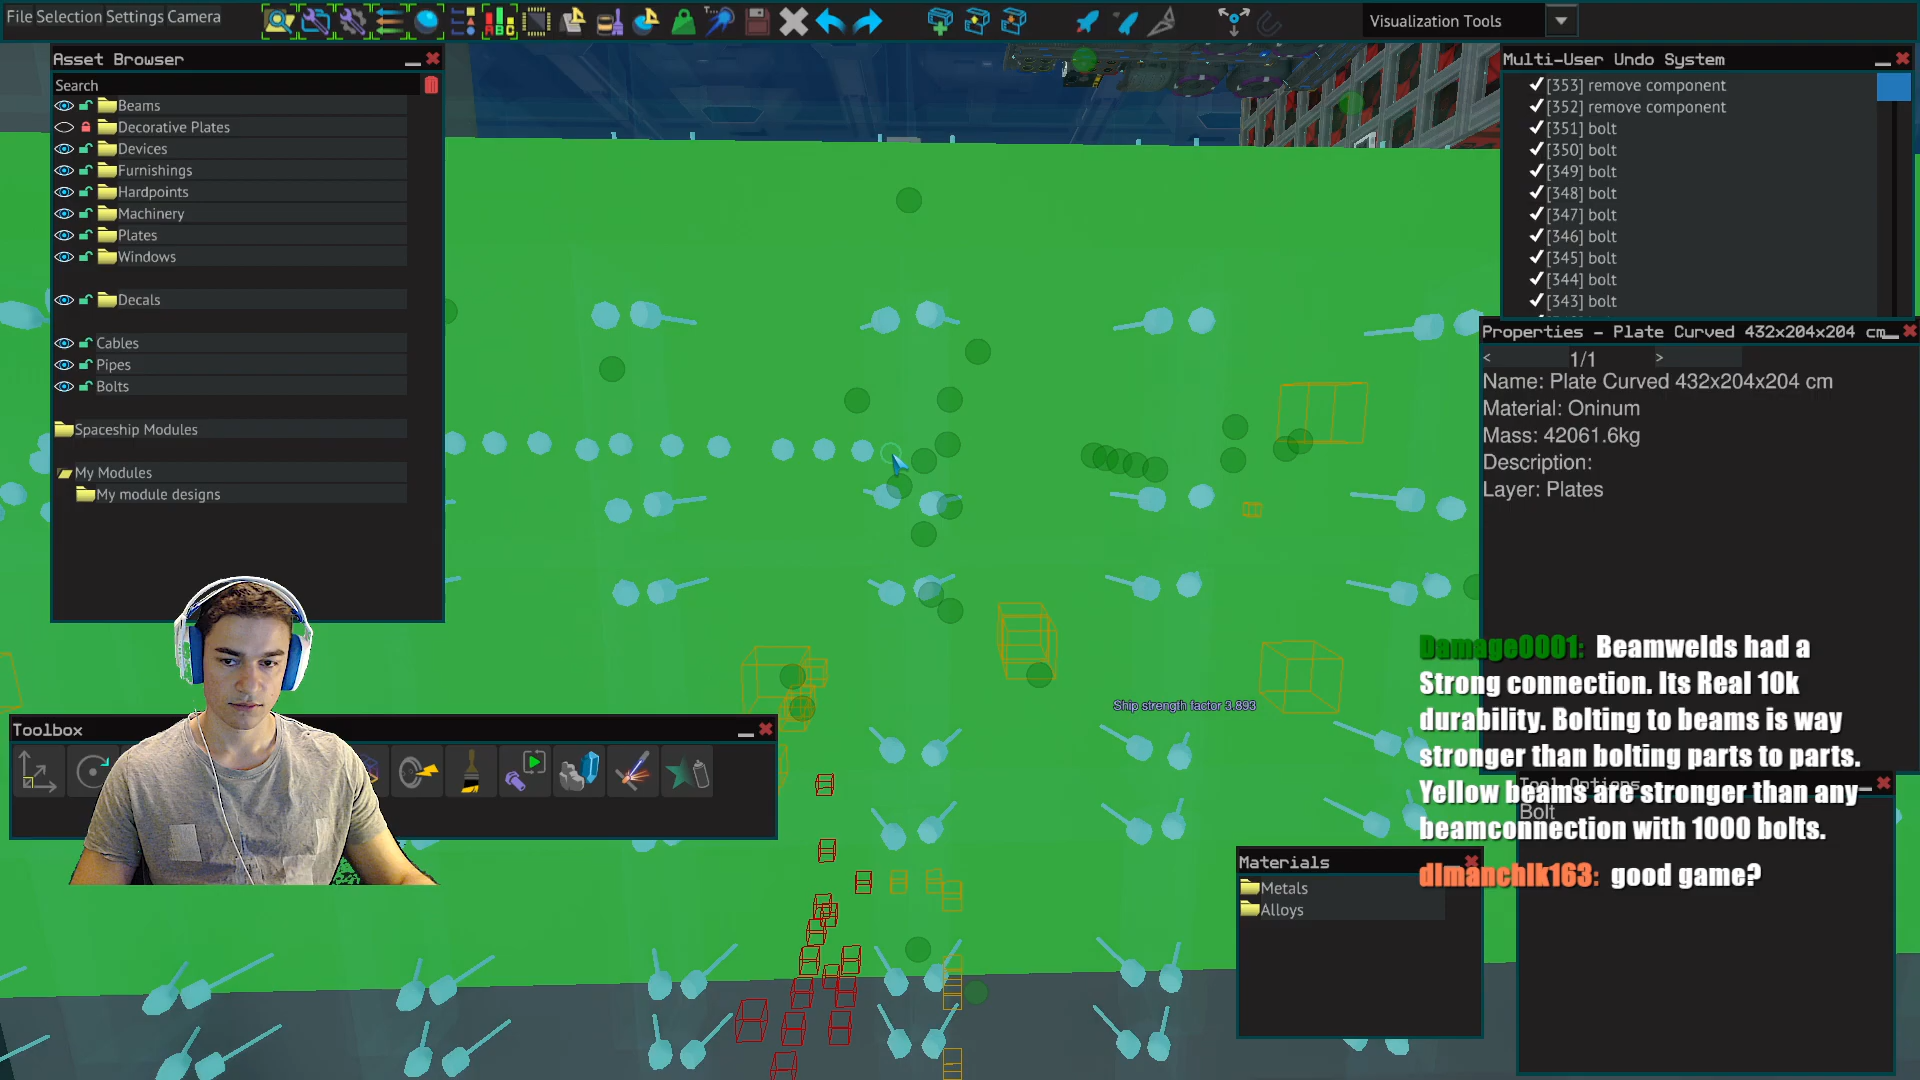 File Selection Settings Camera
Visualization Tools
Asset Browser
Search
Beams
Decorative Plates
Devices
Furnishings
Hardpoints
Machinery
Plates
Windows
Decals
Cables
Pipes
Bolts
Spaceship Modules
My Modules
My module designs
Multi-User Undo System
[353] remove component
[352] remove component
[351] bolt
[350] bolt
[349] bolt
[348] bolt
[347] bolt
[346] bolt
[345] bolt
[344] bolt
[343] bolt
Properties - Plate Curved 432x204x204 cm
< 1/1 >
Name: Plate Curved 432x204x204 cm
Material: Oninum
Mass: 42061.6kg
Description:
Layer: Plates
Damage0001: Beamwelds had a
Strong connection. Its Real 10k
durability. Bolting to beams is way
stronger than bolting parts to parts.
Yellow beams are stronger than any
beamconnection with 1000 bolts.
dimanchik163: good game?
Ship strength factor 3.893
Toolbox
Tool Options
Bolt
Materials
Metals
Alloys